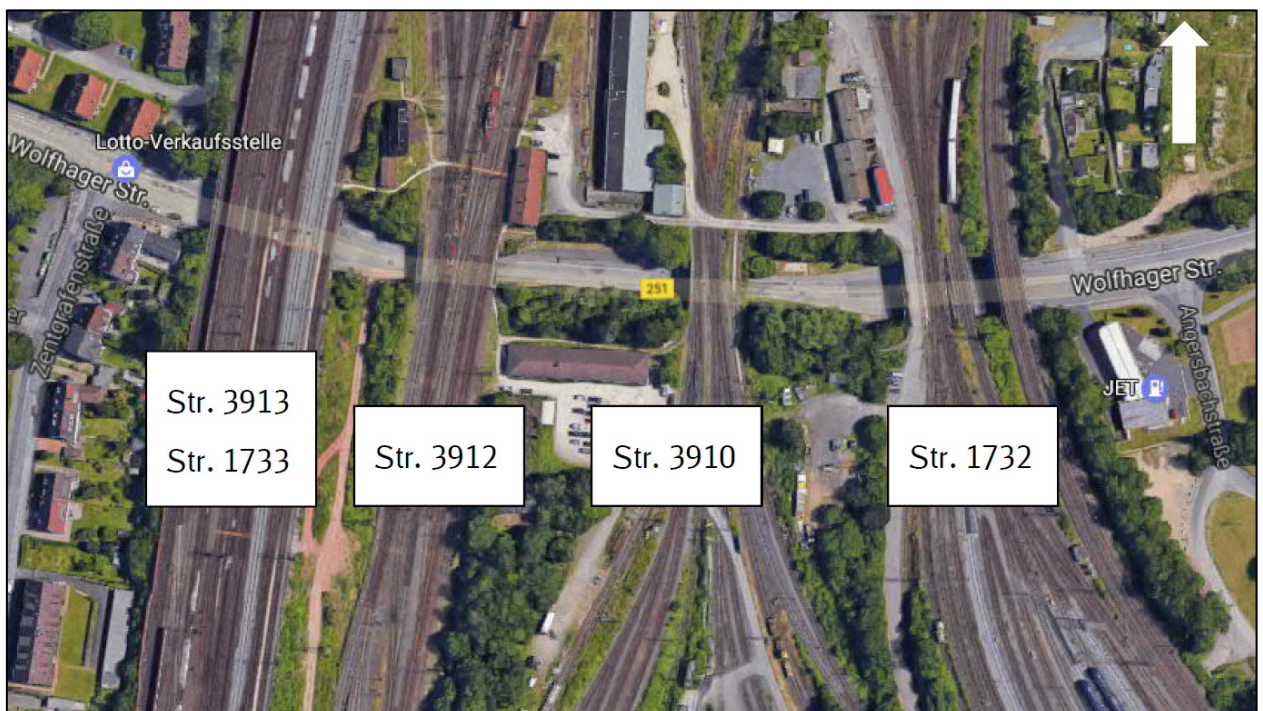 Lotto-Verkaufsstelle
Wolfhager Str.
Zentgrafenstraße
251
Wolfhager Str.
Angersbachstraße
JET
Str. 3913
Str. 1733
Str. 3912
Str. 3910
Str. 1732